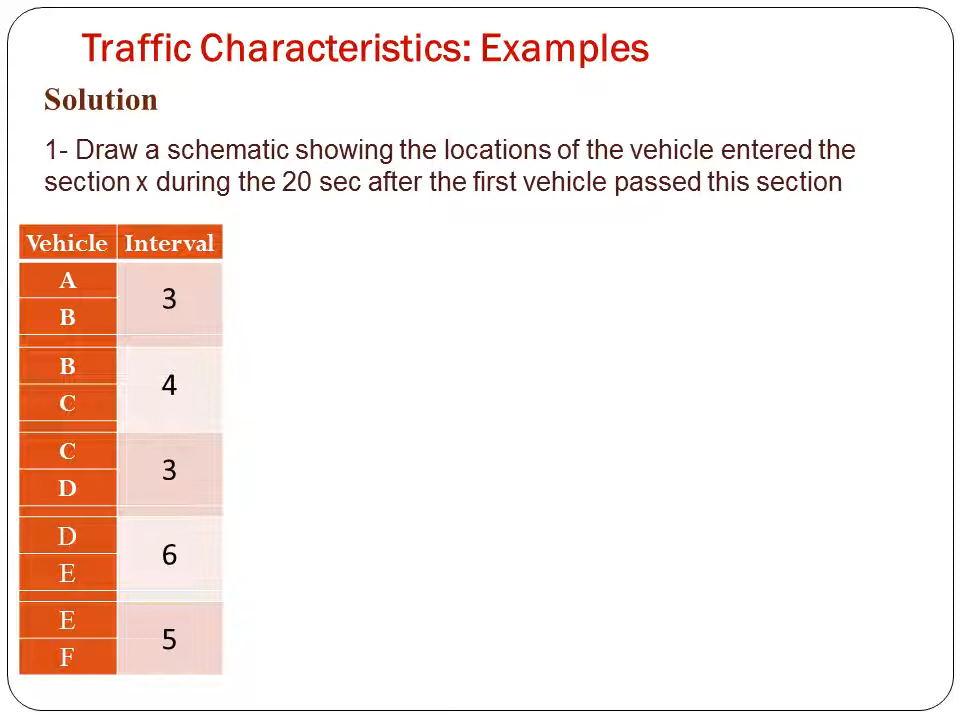 Traffic Characteristics: Examples
Solution
1- Draw a schematic showing the locations of the vehicle entered the
section x during the 20 sec after the first vehicle passed this section
Vehicle Interval
A
3
B
B
4
C
C
3
D
D
6
E
E
5
F